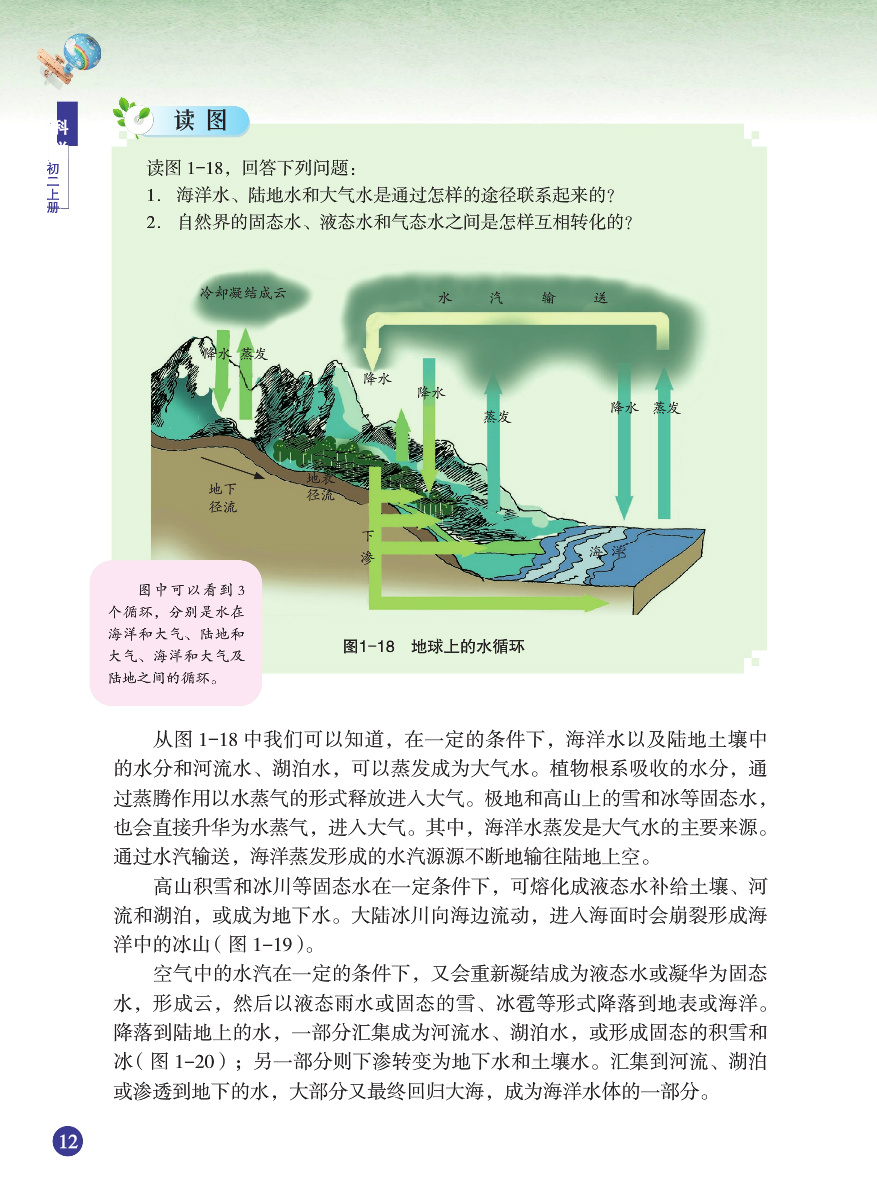 科
初二上册
读图
读图 1-18，回答下列问题：
1. 海洋水、陆地水和大气水是通过怎样的途径联系起来的？
2. 自然界的固态水、液态水和气态水之间是怎样互相转化的？
冷却凝结成云
水汽输送
降水 蒸发
降水
降水
蒸发
降水
蒸发
地下
径流
地表
径流
下
渗
海洋
图中可以看到 3
个循环，分别是水在
海洋和大气、陆地和
大气、海洋和大气及
陆地之间的循环。
图1-18 地球上的水循环
从图 1-18 中我们可以知道，在一定的条件下，海洋水以及陆地土壤中
的水分和河流水、湖泊水，可以蒸发成为大气水。植物根系吸收的水分，通
过蒸腾作用以水蒸气的形式释放进入大气。极地和高山上的雪和冰等固态水，
也会直接升华为水蒸气，进入大气。其中，海洋水蒸发是大气水的主要来源。
通过水汽输送，海洋蒸发形成的水汽源源不断地输往陆地上空。
高山积雪和冰川等固态水在一定条件下，可熔化成液态水补给土壤、河
流和湖泊，或成为地下水。大陆冰川向海边流动，进入海面时会崩裂形成海
洋中的冰山（图 1-19）。
空气中的水汽在一定的条件下，又会重新凝结成为液态水或凝华为固态
水，形成云，然后以液态雨水或固态的雪、冰雹等形式降落到地表或海洋。
降落到陆地上的水，一部分汇集成为河流水、湖泊水，或形成固态的积雪和
冰（图 1-20）；另一部分则下渗转变为地下水和土壤水。汇集到河流、湖泊
或渗透到地下的水，大部分又最终回归大海，成为海洋水体的一部分。
12